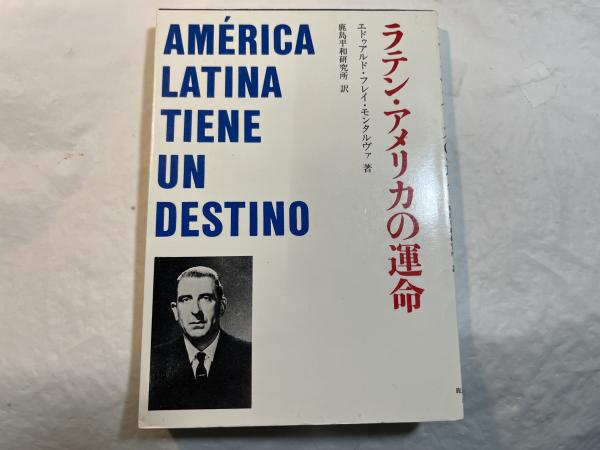 AMÉRICA
LATINA
TIENE
UN
DESTINO
ラテン・アメリカの運命
エドゥアルド・フレイ・モンタルヴァ 著
鹿島平和研究所 訳